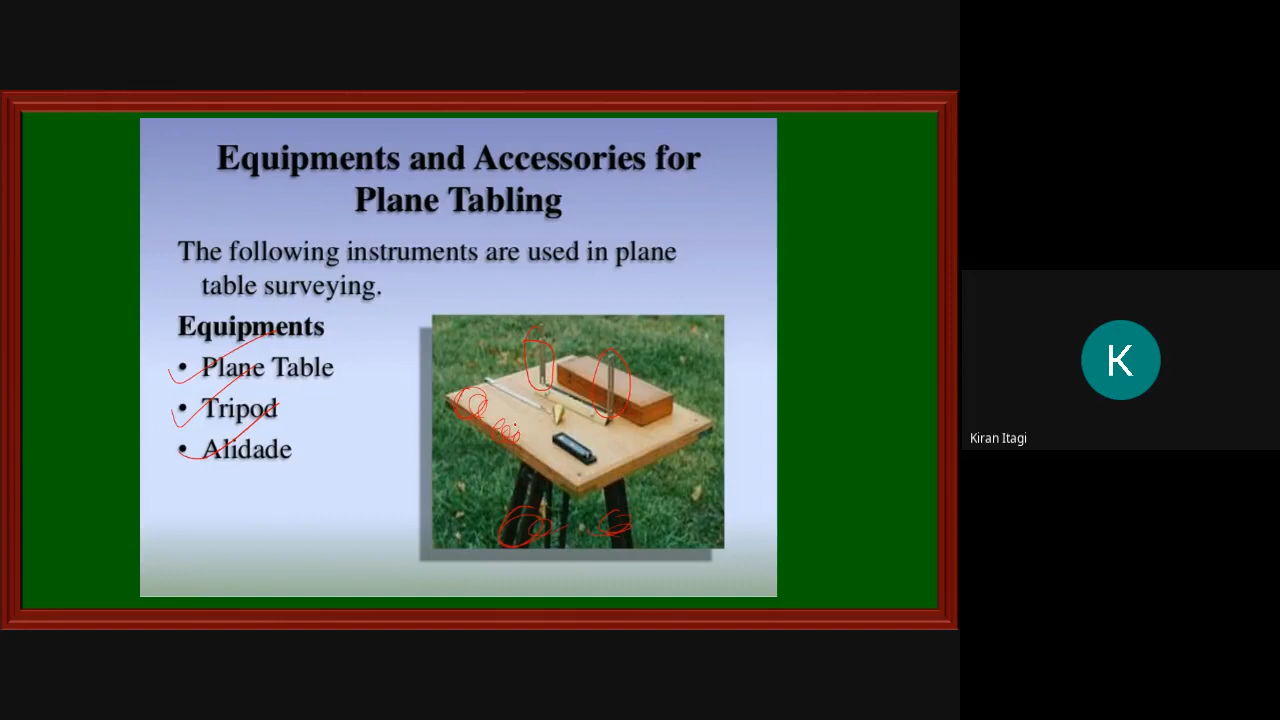 Equipments and Accessories for
Plane Tabling
The following instruments are used in plane
table surveying.
Equipments
• Plane Table
• Tripod
• Alidade
K
Kiran Itagi